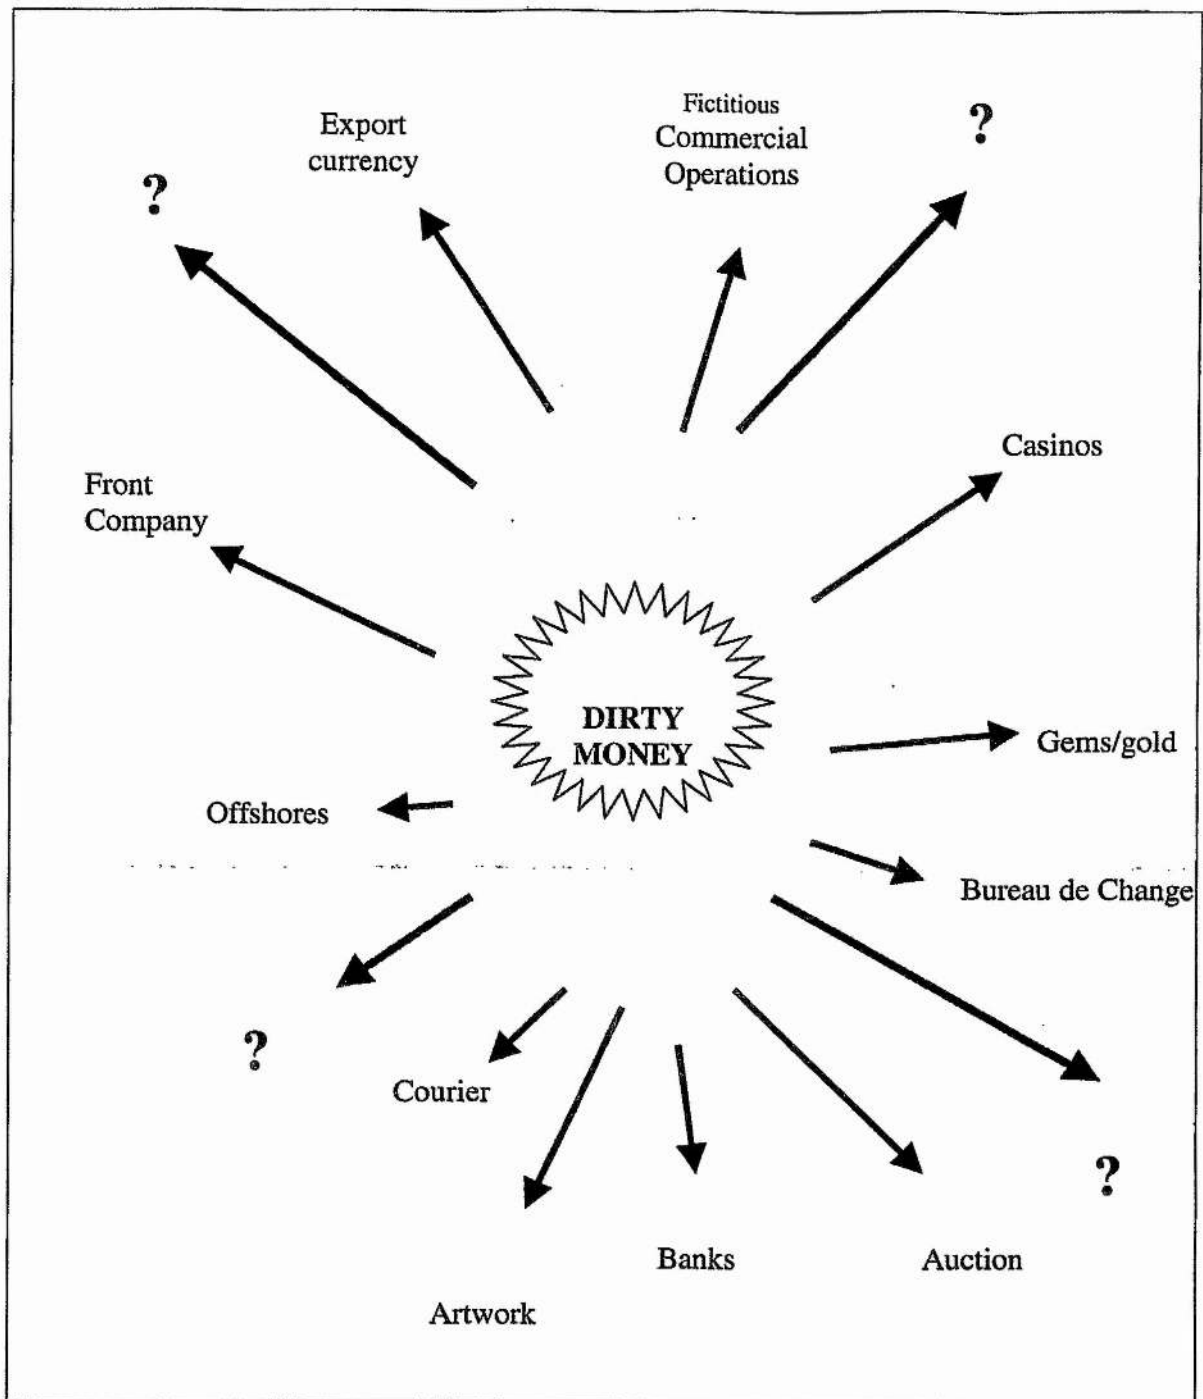 Fictitious
Commercial
Operations
?
Export
currency
?
Casinos
Front
Company
DIRTY
MONEY
Gems/gold
Offshores
Bureau de Change
?
Courier
?
Banks
Auction
Artwork